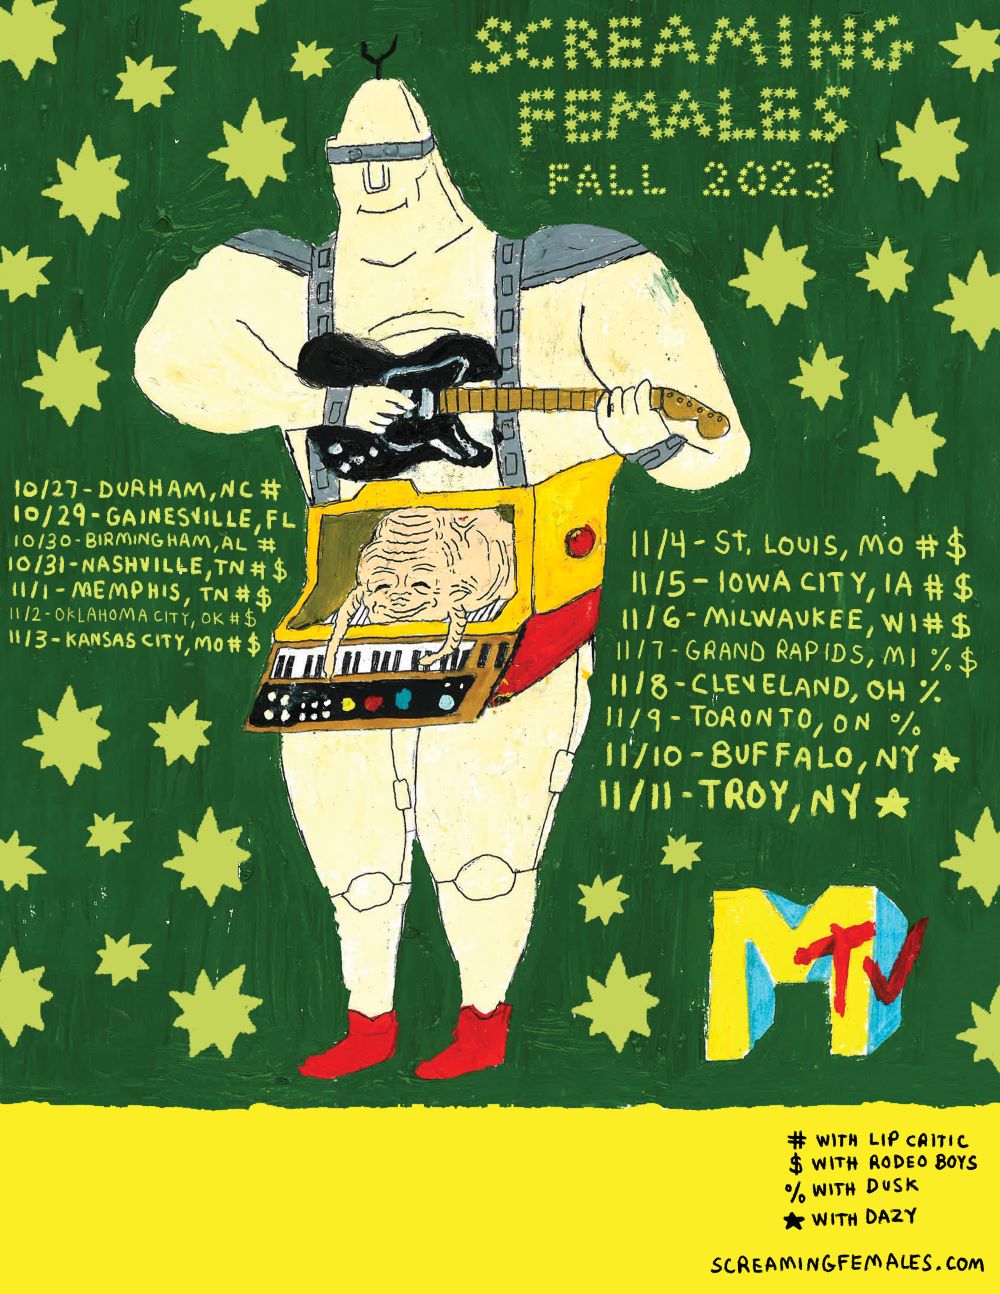 SCREAMING
FEMALES
FALL 2023
10/27-DURHAM, NC #
10/29-GAINESVILLE, FL
10/30-BIRMINGHAM, AL #
10/31-NASHVILLE, TN # $
11/1-MEMPHIS, TN # $
11/2-OKLAHOMA CITY, OK # $
11/3-KANSAS CITY, MO # $
11/4-ST. LOUIS, MO # $
11/5-IOWA CITY, IA # $
11/6-MILWAUKEE, WI # $
11/7-GRAND RAPIDS, MI % $
11/8-CLEVELAND, OH %
11/9-TORONTO, ON %
11/10-BUFFALO, NY ★
11/11-TROY, NY ★
MTV
# WITH LIP CRITIC
$ WITH RODEO BOYS
% WITH DUSK
★ WITH DAZY
SCREAMINGFEMALES.COM